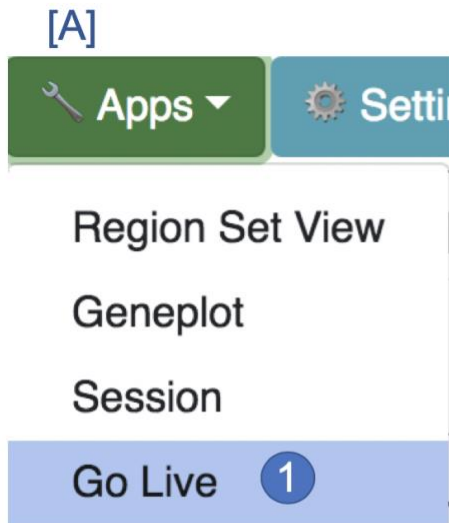 [A]
Apps Setti
Region Set View
Geneplot
Session
Go Live 1